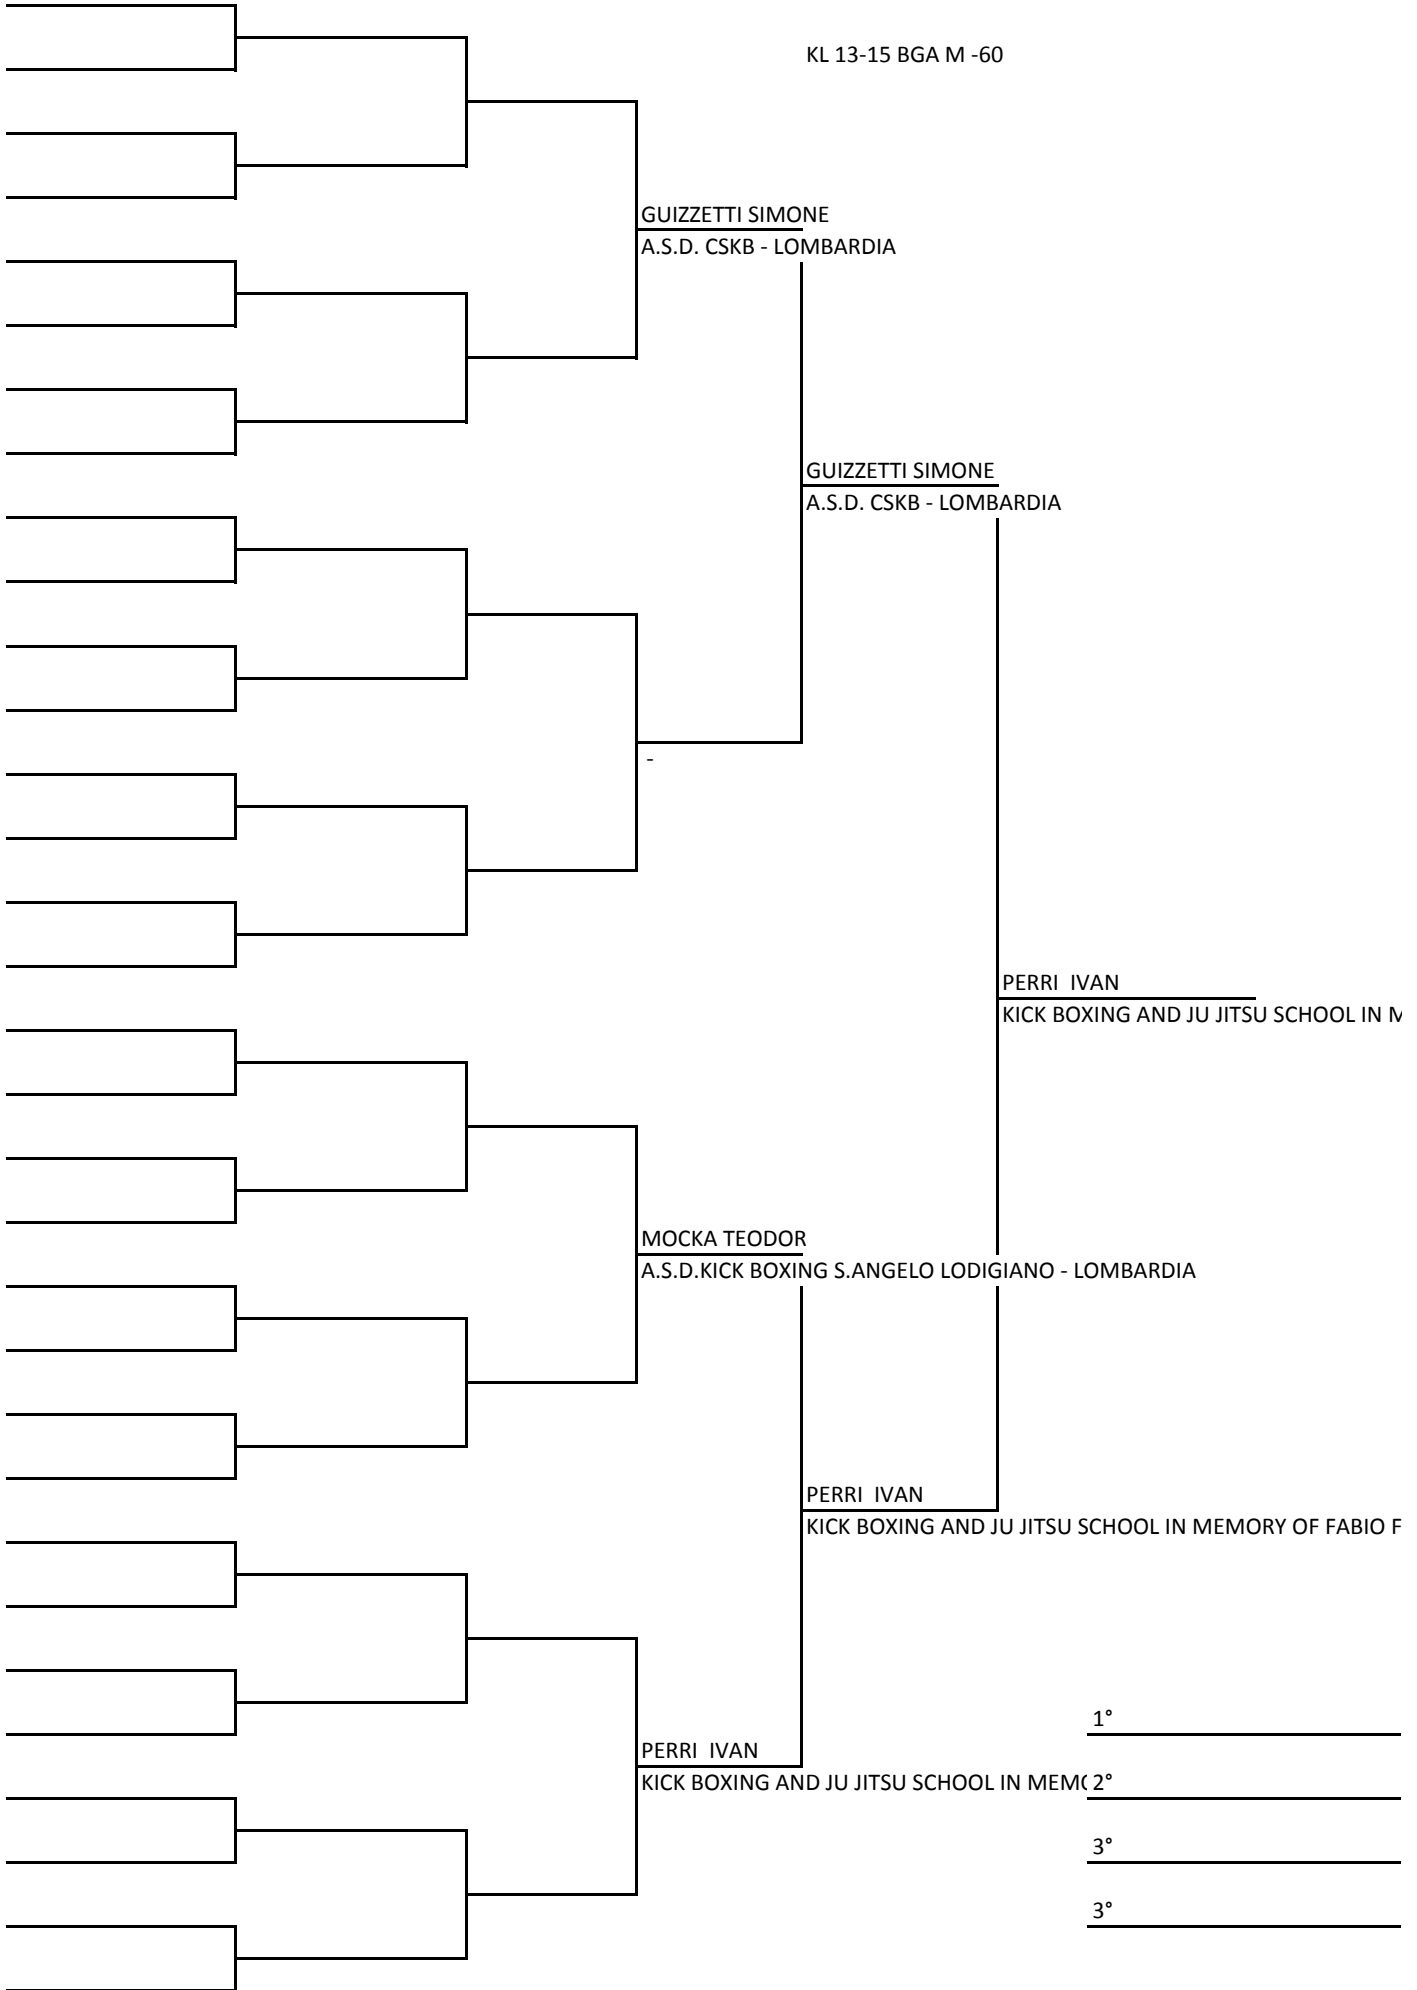 KL 13-15 BGA M -60
GUIZZETTI SIMONE
A.S.D. CSKB - LOMBARDIA
GUIZZETTI SIMONE
A.S.D. CSKB - LOMBARDIA
-
PERRI  IVAN
KICK BOXING AND JU JITSU SCHOOL IN
MOCKA TEODOR
A.S.D.KICK BOXING S.ANGELO LODIGIANO - LOMBARDIA
PERRI  IVAN
KICK BOXING AND JU JITSU SCHOOL IN MEMORY OF FABIO
1°
PERRI  IVAN
KICK BOXING AND JU JITSU SCHOOL IN
2°
3°
3°